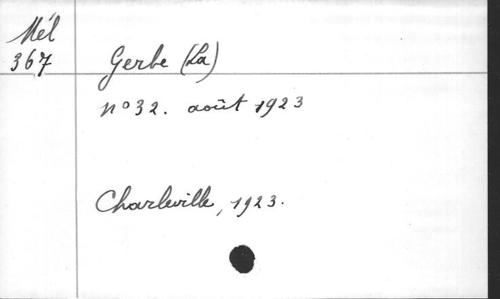 Mél
367
Gerbe (La)
n° 32. août 1923
Charleville, 1923.